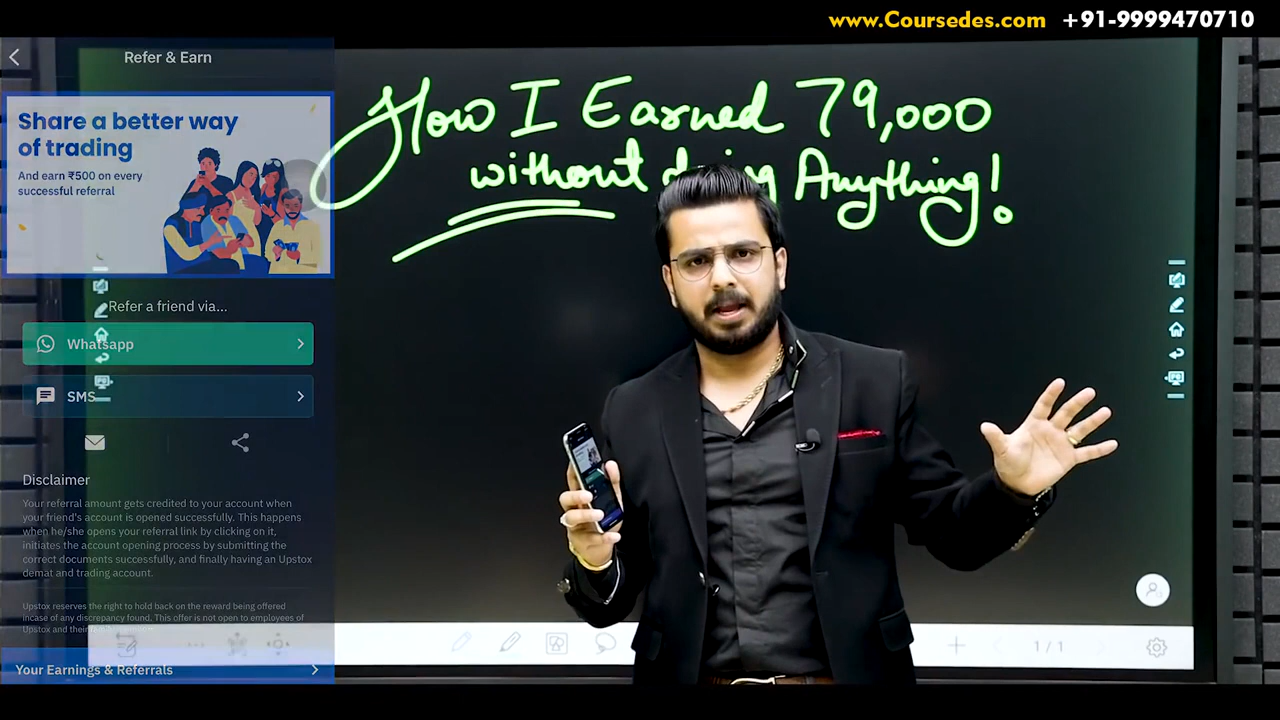 www.Coursedes.com +91-9999470710
Refer & Earn
Share a better way
of trading
And earn ₹500 on every
successful referral
Refer a friend via...
Whatsapp
SMS
Disclaimer
Your referral amount gets credited to your account when
your friend's account is opened successfully. This happens
when he/she opens your referral link by clicking on it,
initiates the account opening process by submitting the
correct documents successfully, and finally having an Upstox
demat and trading account.
Upstox reserves the right to hold back on the reward being offered
incase of any discrepancy found. This offer is not open to employees of
Upstox and their
Your Earnings & Referrals
How I Earned 79,000
without Anything!
1 / 1